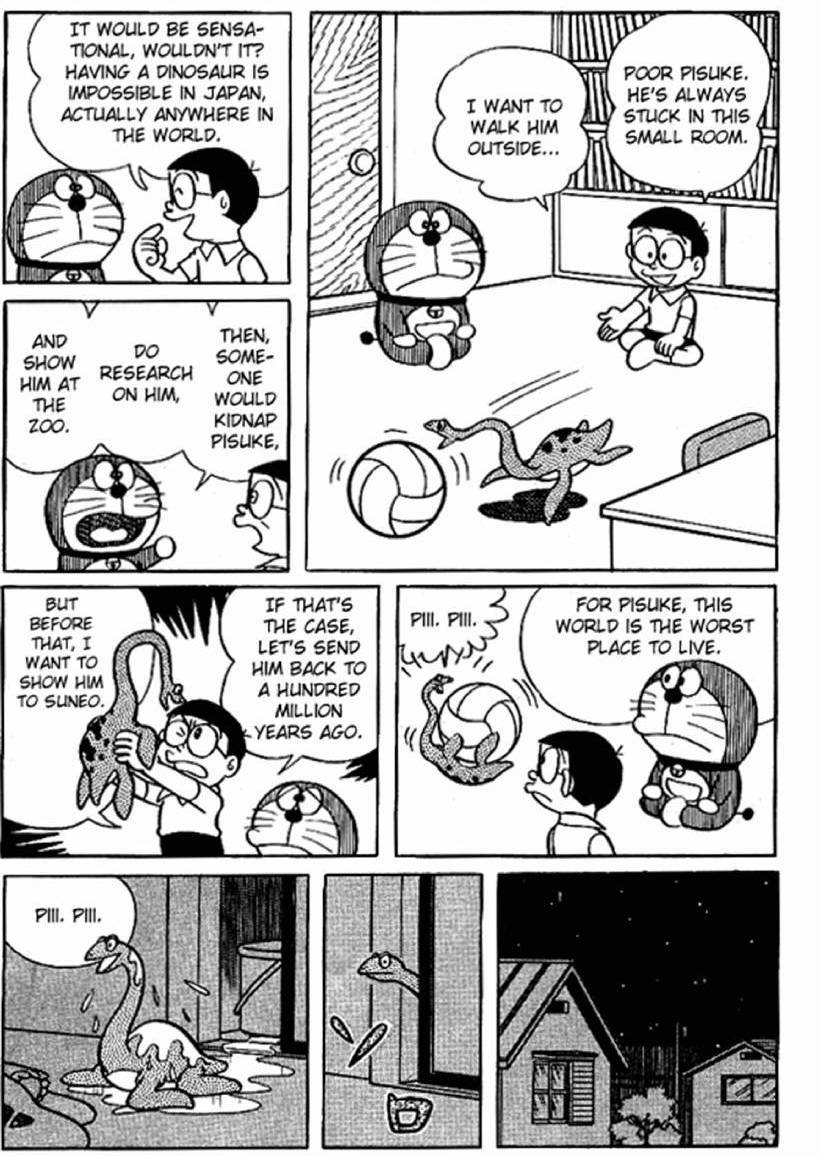 POOR PISUKE.
HE'S ALWAYS
STUCK IN THIS
SMALL ROOM.
I WANT TO
WALK HIM
OUTSIDE...
IT WOULD BE SENSA-
TIONAL, WOULDN'T IT?
HAVING A DINOSAUR IS
IMPOSSIBLE IN JAPAN,
ACTUALLY ANYWHERE IN
THE WORLD.
THEN,
SOME-
ONE
WOULD
KIDNAP
PISUKE,
DO
RESEARCH
ON HIM,
AND
SHOW
HIM AT
THE
ZOO.
FOR PISUKE, THIS
WORLD IS THE WORST
PLACE TO LIVE.
PIII. PIII.
IF THAT'S
THE CASE,
LET'S SEND
HIM BACK TO
A HUNDRED
MILLION
YEARS AGO.
BUT
BEFORE
THAT, I
WANT TO
SHOW HIM
TO SUNEO.
PIII. PIII.